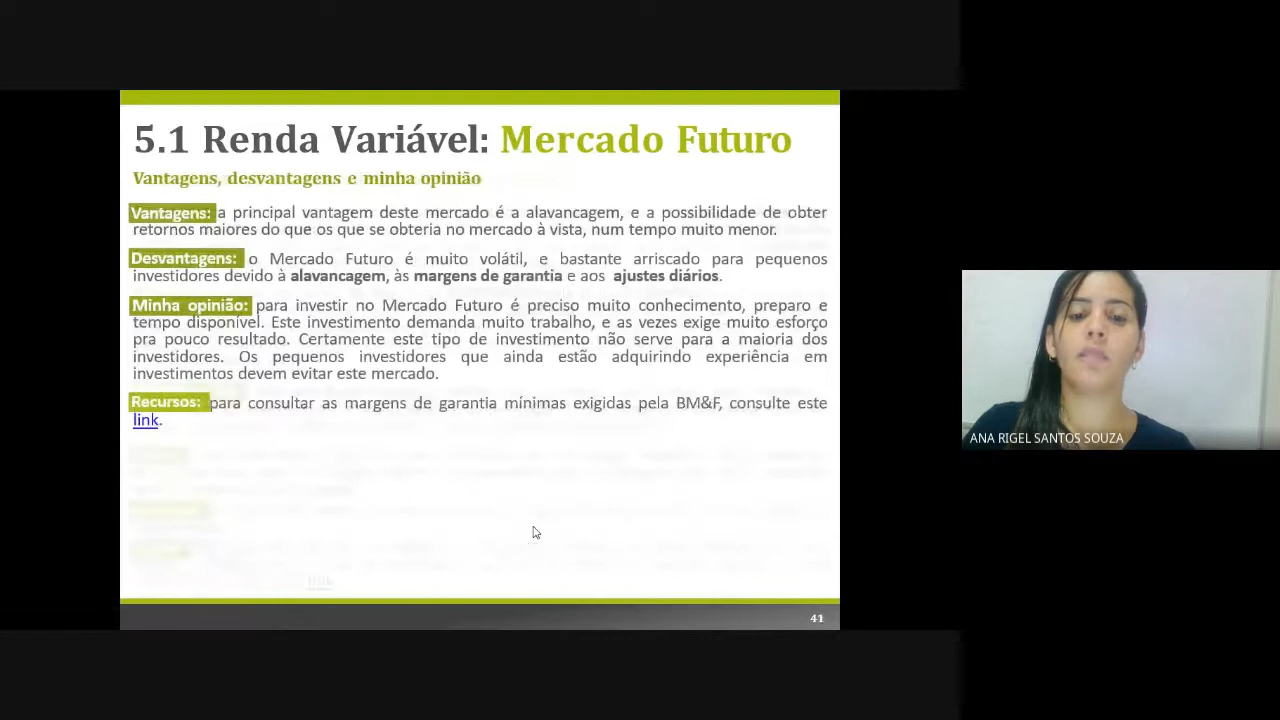 5.1 Renda Variável: Mercado Futuro
Vantagens, desvantagens e minha opinião
Vantagens: a principal vantagem deste mercado é a alavancagem, e a possibilidade de obter
retornos maiores do que os que se obteria no mercado à vista, num tempo muito menor.
Desvantagens: o Mercado Futuro é muito volátil, e bastante arriscado para pequenos
investidores devido à alavancagem, às margens de garantia e aos ajustes diários.
Minha opinião: para investir no Mercado Futuro é preciso muito conhecimento, preparo e
tempo disponível. Este investimento demanda muito trabalho, e as vezes exige muito esforço
pra pouco resultado. Certamente este tipo de investimento não serve para a maioria dos
investidores. Os pequenos investidores que ainda estão adquirindo experiência em
investimentos devem evitar este mercado.
Recursos: para consultar as margens de garantia mínimas exigidas pela BM&F, consulte este
link.
41
ANA RIGEL SANTOS SOUZA